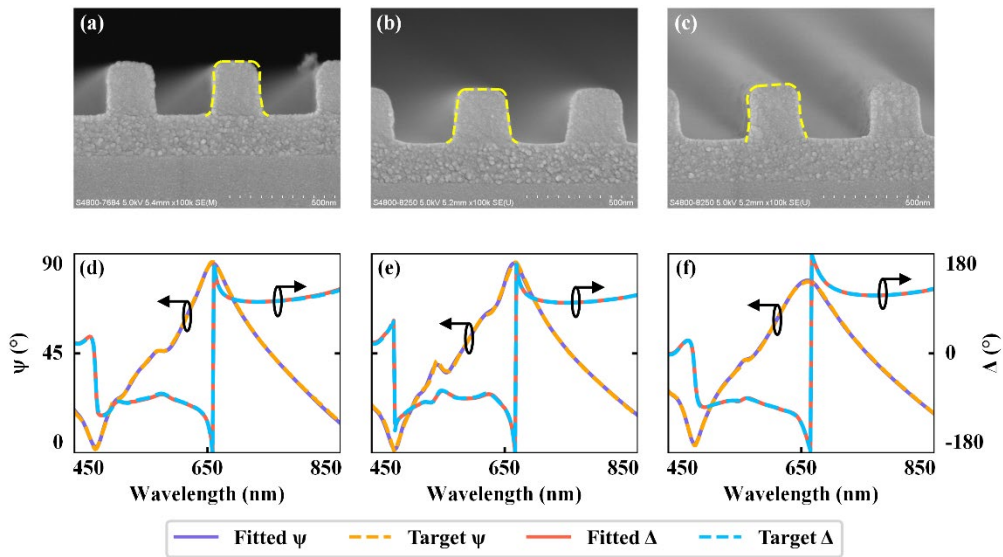 (a)
S4800-7684 5.0kV 5.4mm x100k SE(M)
500nm
(b)
S4800-8250 5.0kV 5.2mm x100k SE(U)
500nm
(c)
S4800-8250 5.0kV 5.2mm x100k SE(U)
500nm
ψ (°)
90
45
0
(d)
450
650
850
Wavelength (nm)
(e)
450
650
850
Wavelength (nm)
(f)
450
650
850
Wavelength (nm)
180
0
-180
Δ (°)
Fitted ψ
Target ψ
Fitted Δ
Target Δ